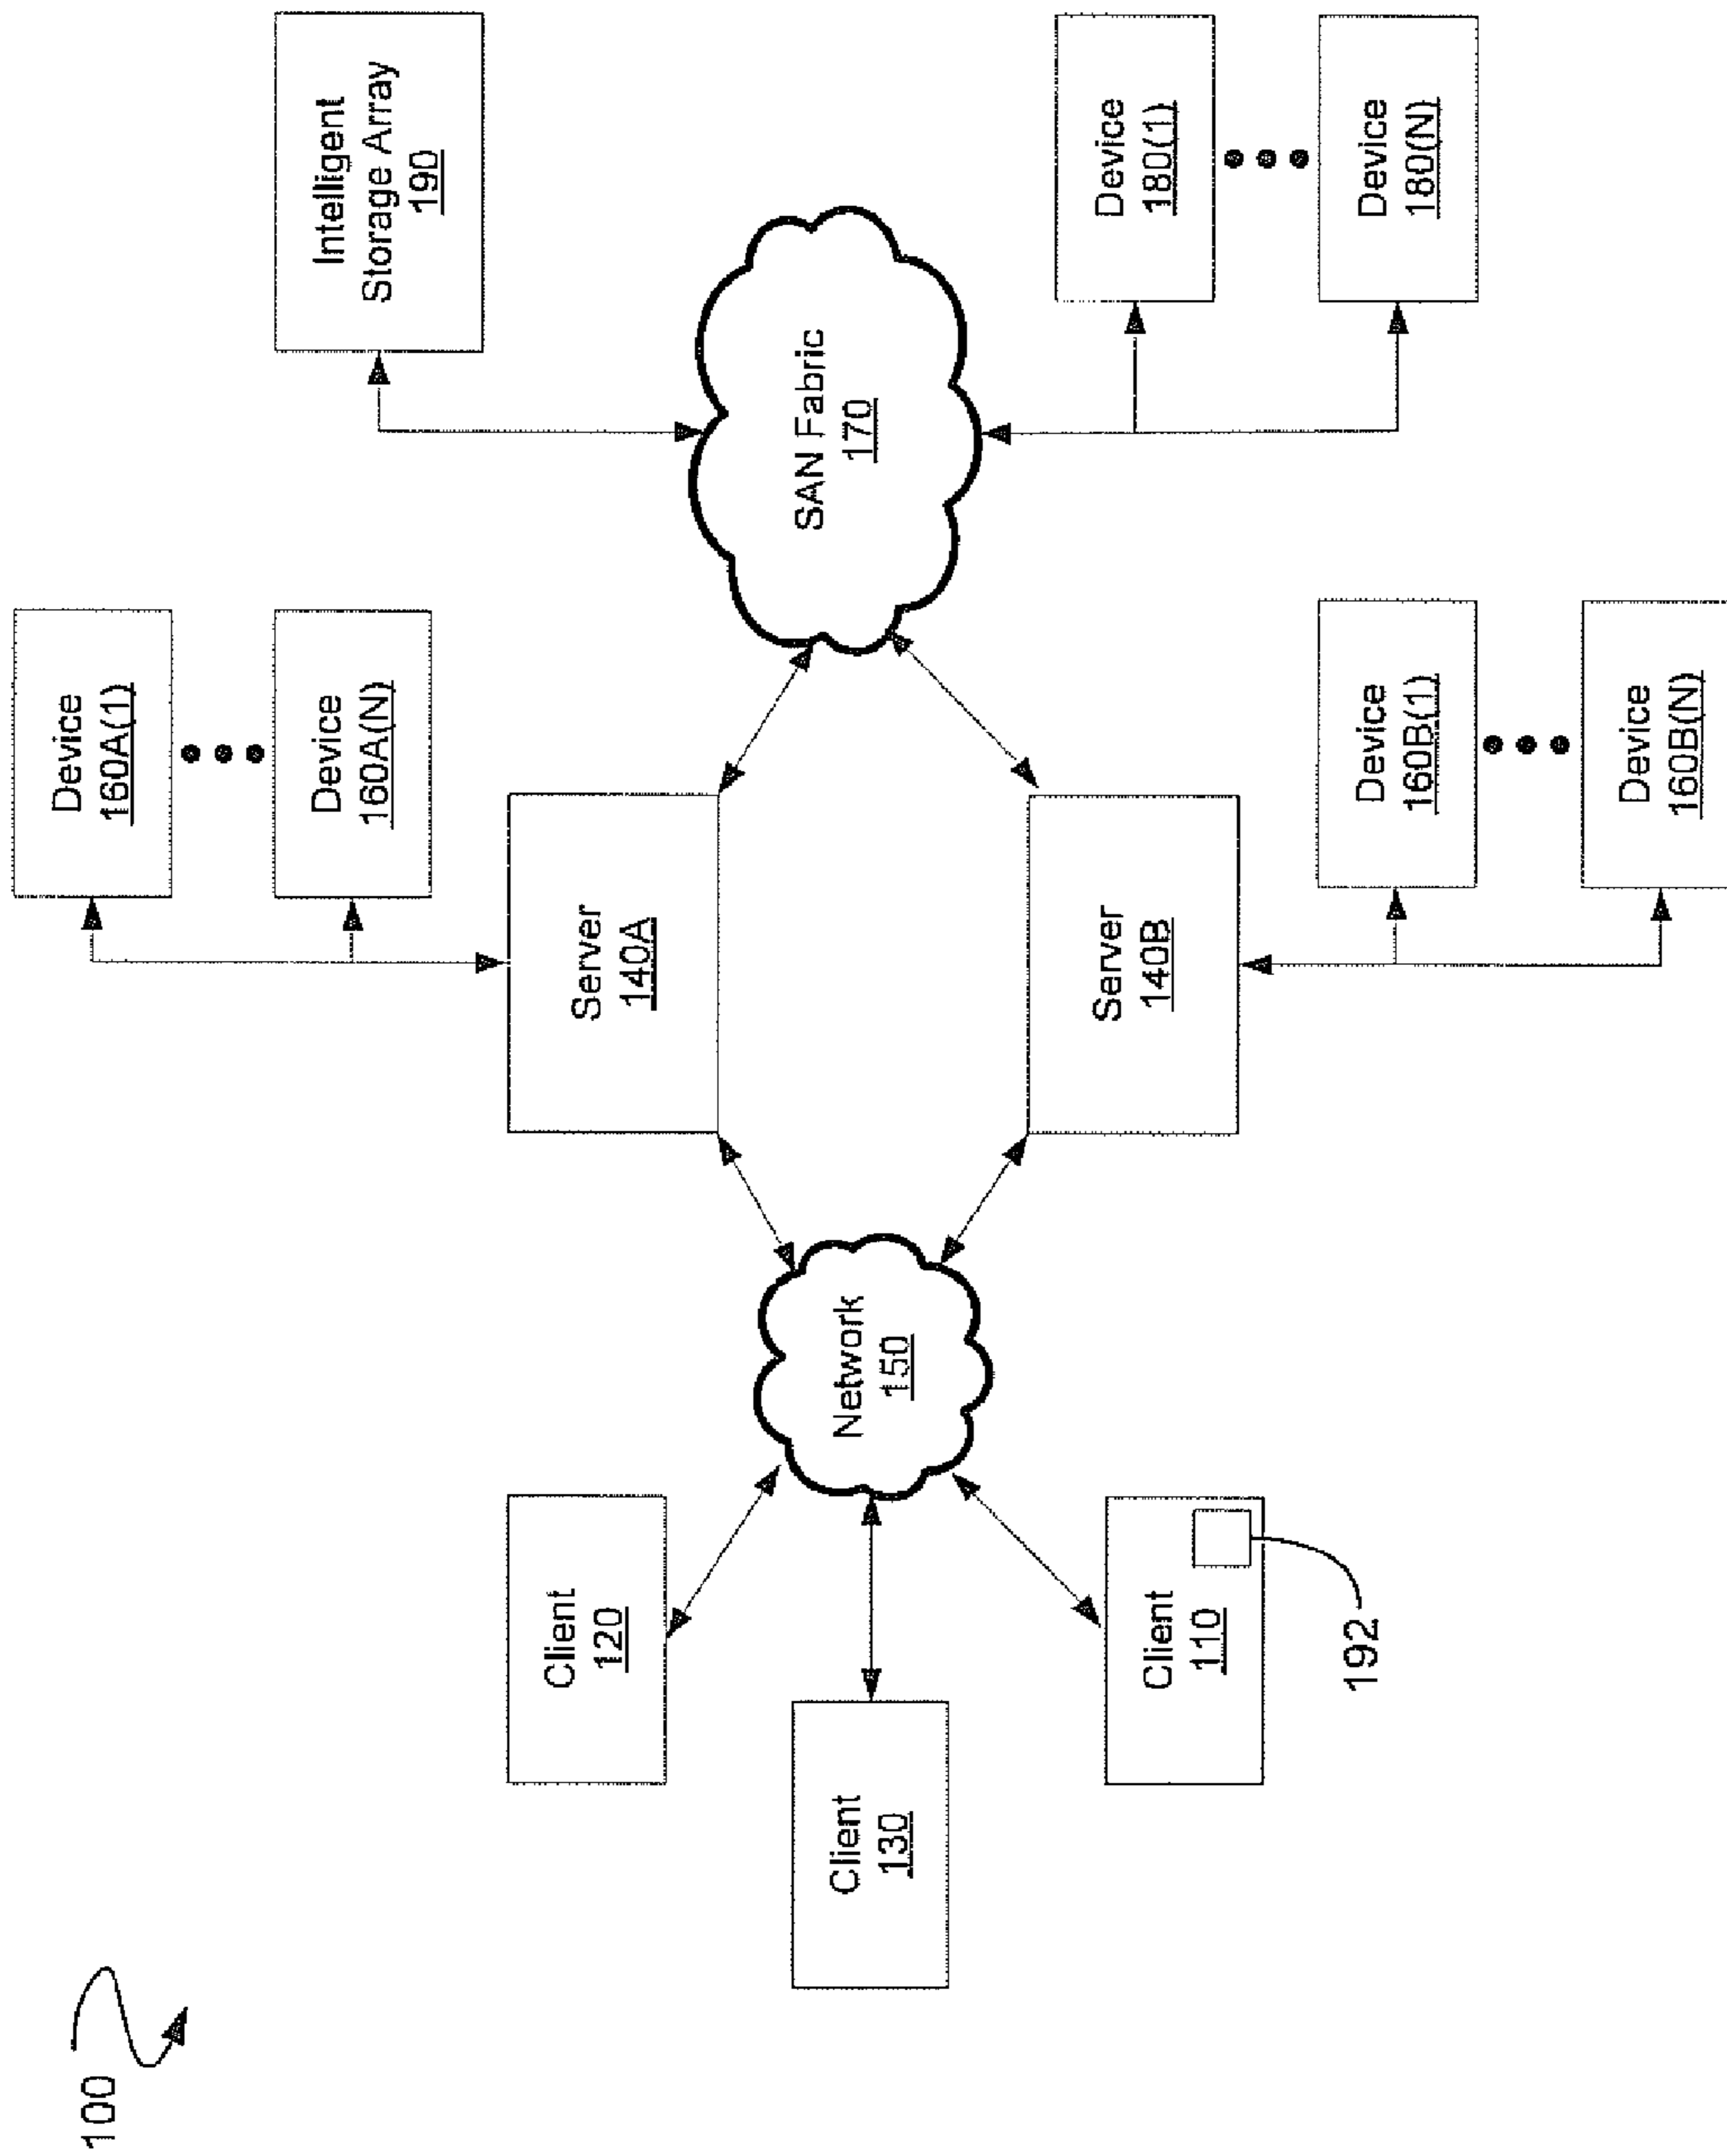 100
Device
160A(1)
Device
160A(N)
Intelligent
Storage Array
190
Client
120
Server
140A
Client
130
Network
150
SAN Fabric
170
Client
110
192
Server
140B
Device
180(1)
Device
180(N)
Device
160B(1)
Device
160B(N)